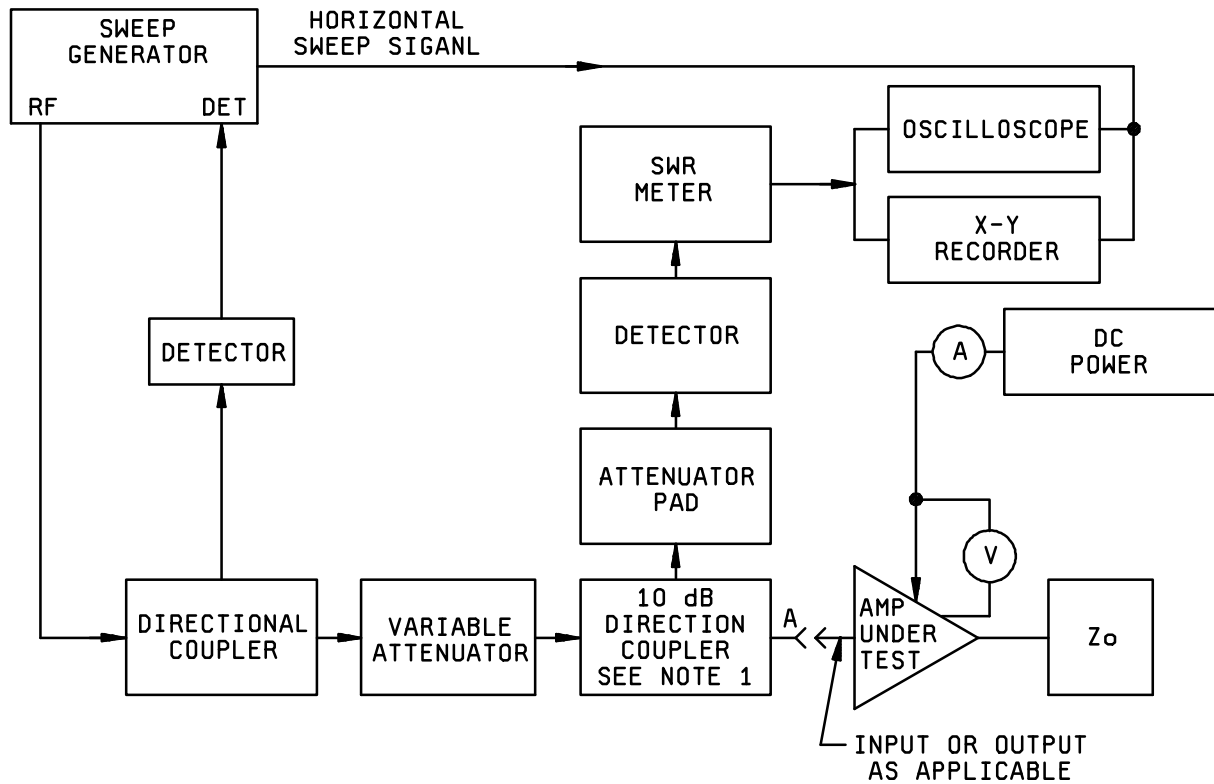 SWEEP
GENERATOR
RF
DET
HORIZONTAL
SWEEP SIGANL
OSCILLOSCOPE
SWR
METER
X-Y
RECORDER
DETECTOR
DETECTOR
A
DC
POWER
ATTENUATOR
PAD
V
DIRECTIONAL
COUPLER
VARIABLE
ATTENUATOR
10 dB
DIRECTION
COUPLER
SEE NOTE 1
A
AMP
UNDER
TEST
Zo
INPUT OR OUTPUT
AS APPLICABLE